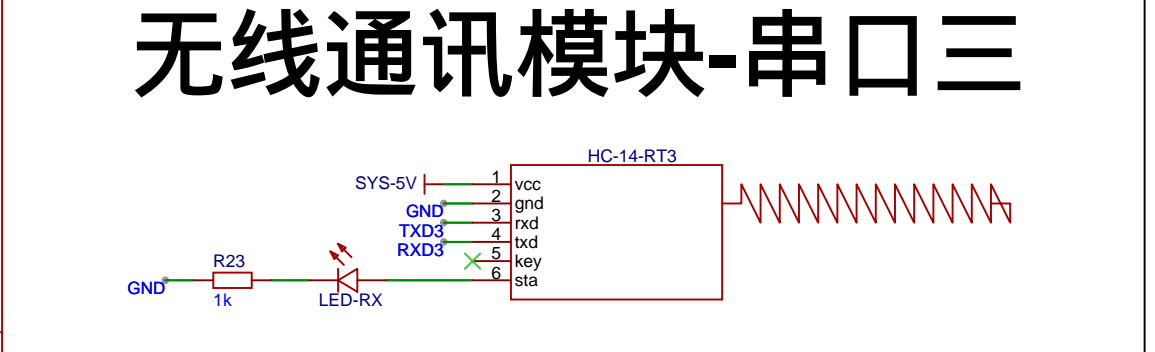 无线通讯模块-串口三
HC-14-RT3
SYS-5V 1 vcc
GND 2 gnd
TXD3 3 rxd
RXD3 4 txd
5 key
6 sta
R23
GND
1k
LED-RX